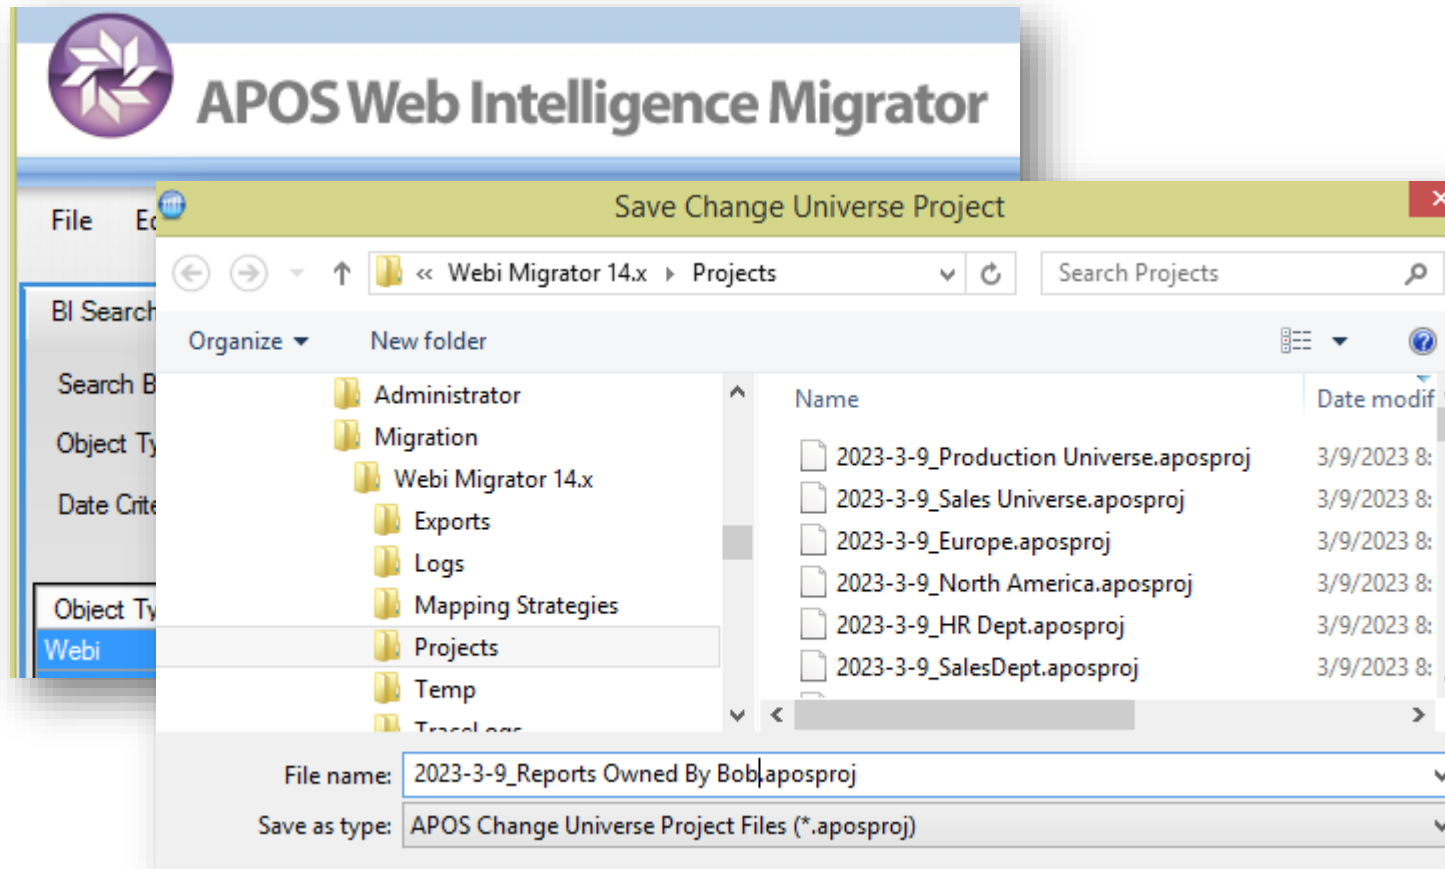 APOS Web Intelligence Migrator
File
Save Change Universe Project
« Webi Migrator 14.x Projects
Search Projects
BI Search
Organize
New folder
Search
Object
Date
Administrator
Migration
Webi Migrator 14.x
Exports
Logs
Mapping Strategies
Projects
Temp
Name
Date modif
2023-3-9_Production Universe.aposproj 3/9/2023 8:
2023-3-9_Sales Universe.aposproj 3/9/2023 8:
2023-3-9_Europe.aposproj 3/9/2023 8:
2023-3-9_North America.aposproj 3/9/2023 8:
2023-3-9_HR Dept.aposproj 3/9/2023 8:
2023-3-9_SalesDept.aposproj 3/9/2023 8:
Object
Webi
File name: 2023-3-9_Reports Owned By Bob.aposproj
Save as type: APOS Change Universe Project Files (*.aposproj)